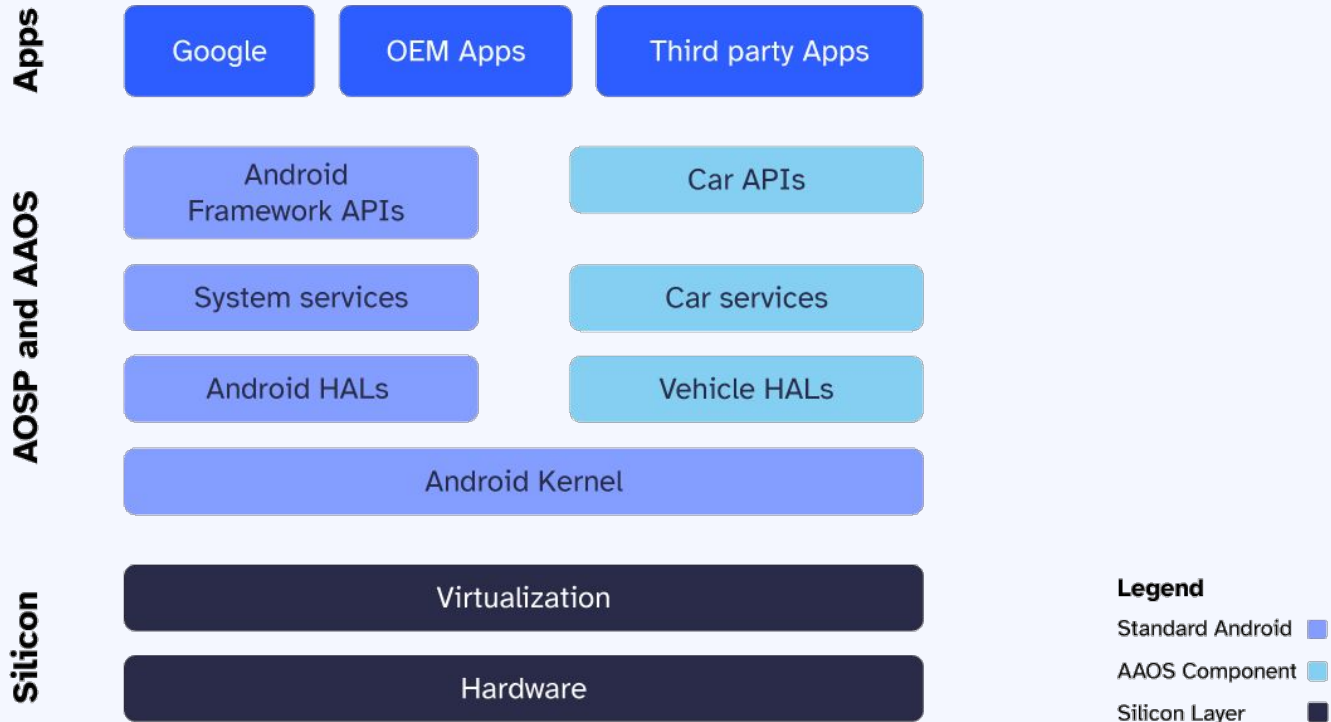 Apps
Google
OEM Apps
Third party Apps
AOSP and AAOS
Android
Framework APIs
Car APIs
System services
Car services
Android HALs
Vehicle HALs
Android Kernel
Silicon
Virtualization
Hardware
Legend
Standard Android
AAOS Component
Silicon Layer